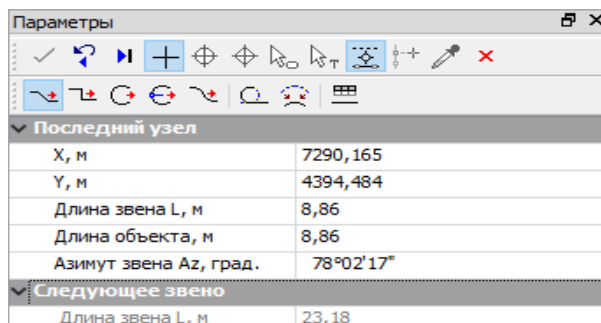 Параметры
Последний узел
X, м 7290,165
Y, м 4394,484
Длина звена L, м 8,86
Длина объекта, м 8,86
Азимут звена Az, град. 78°02'17"
Следующее звено
Длина звена L, м 23,18